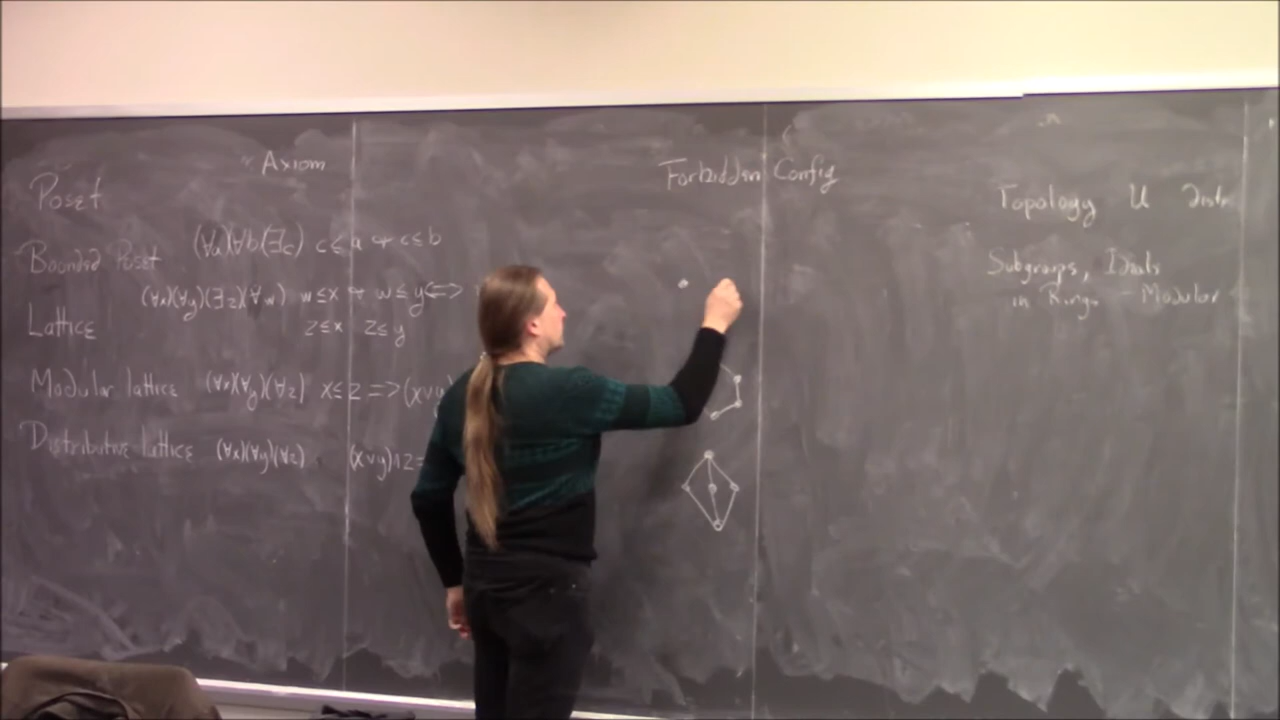 Axiom
Forbidden Config
Poset
Topology U Distr
Bounded Poset (∀a)(∀b)(∃c) c≤a + c≤b
Subgroups, Ideals
in Rings - Modular
(∀x)(∀y)(∃z)(∀w) w≤x + w≤y <=>
Lattice z≤x z≤y
Modular lattice (∀x)(∀y)(∀z) x≤z => (x∨y)
Distributive lattice (∀x)(∀y)(∀z) (x∨y)∧z=